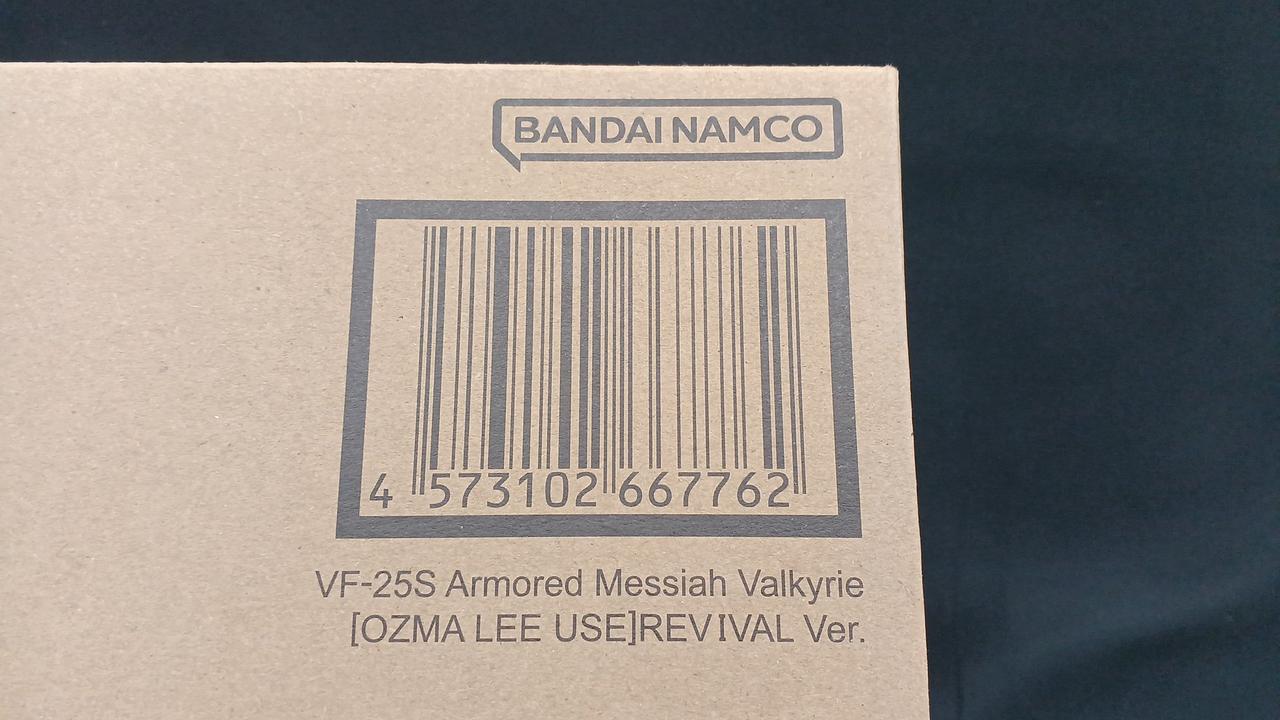 BANDAI NAMCO
4 573102 667762
VF-25S Armored Messiah Valkyrie
[OZMA LEE USE]REVIVAL Ver.